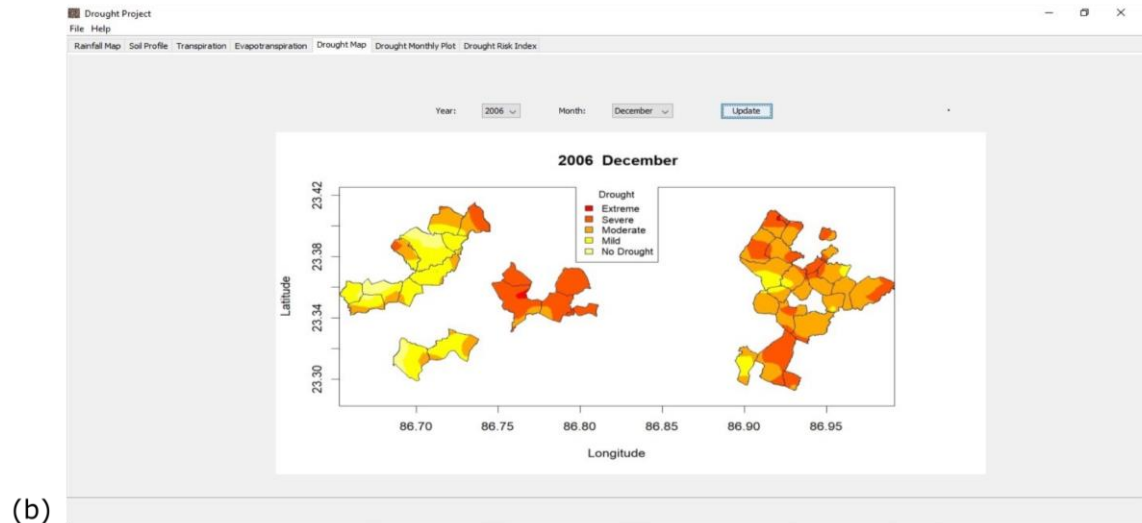 Drought Project
File Help
Rainfall Map Soil Profile Transpiration Evapotranspiration Drought Map Drought Monthly Plot Drought Risk Index
Year: 2006 Month: December Update
2006 December
Drought
Extreme
Severe
Moderate
Mild
No Drought
Latitude
23.42
23.38
23.34
23.30
86.70 86.75 86.80 86.85 86.90 86.95
Longitude
(b)